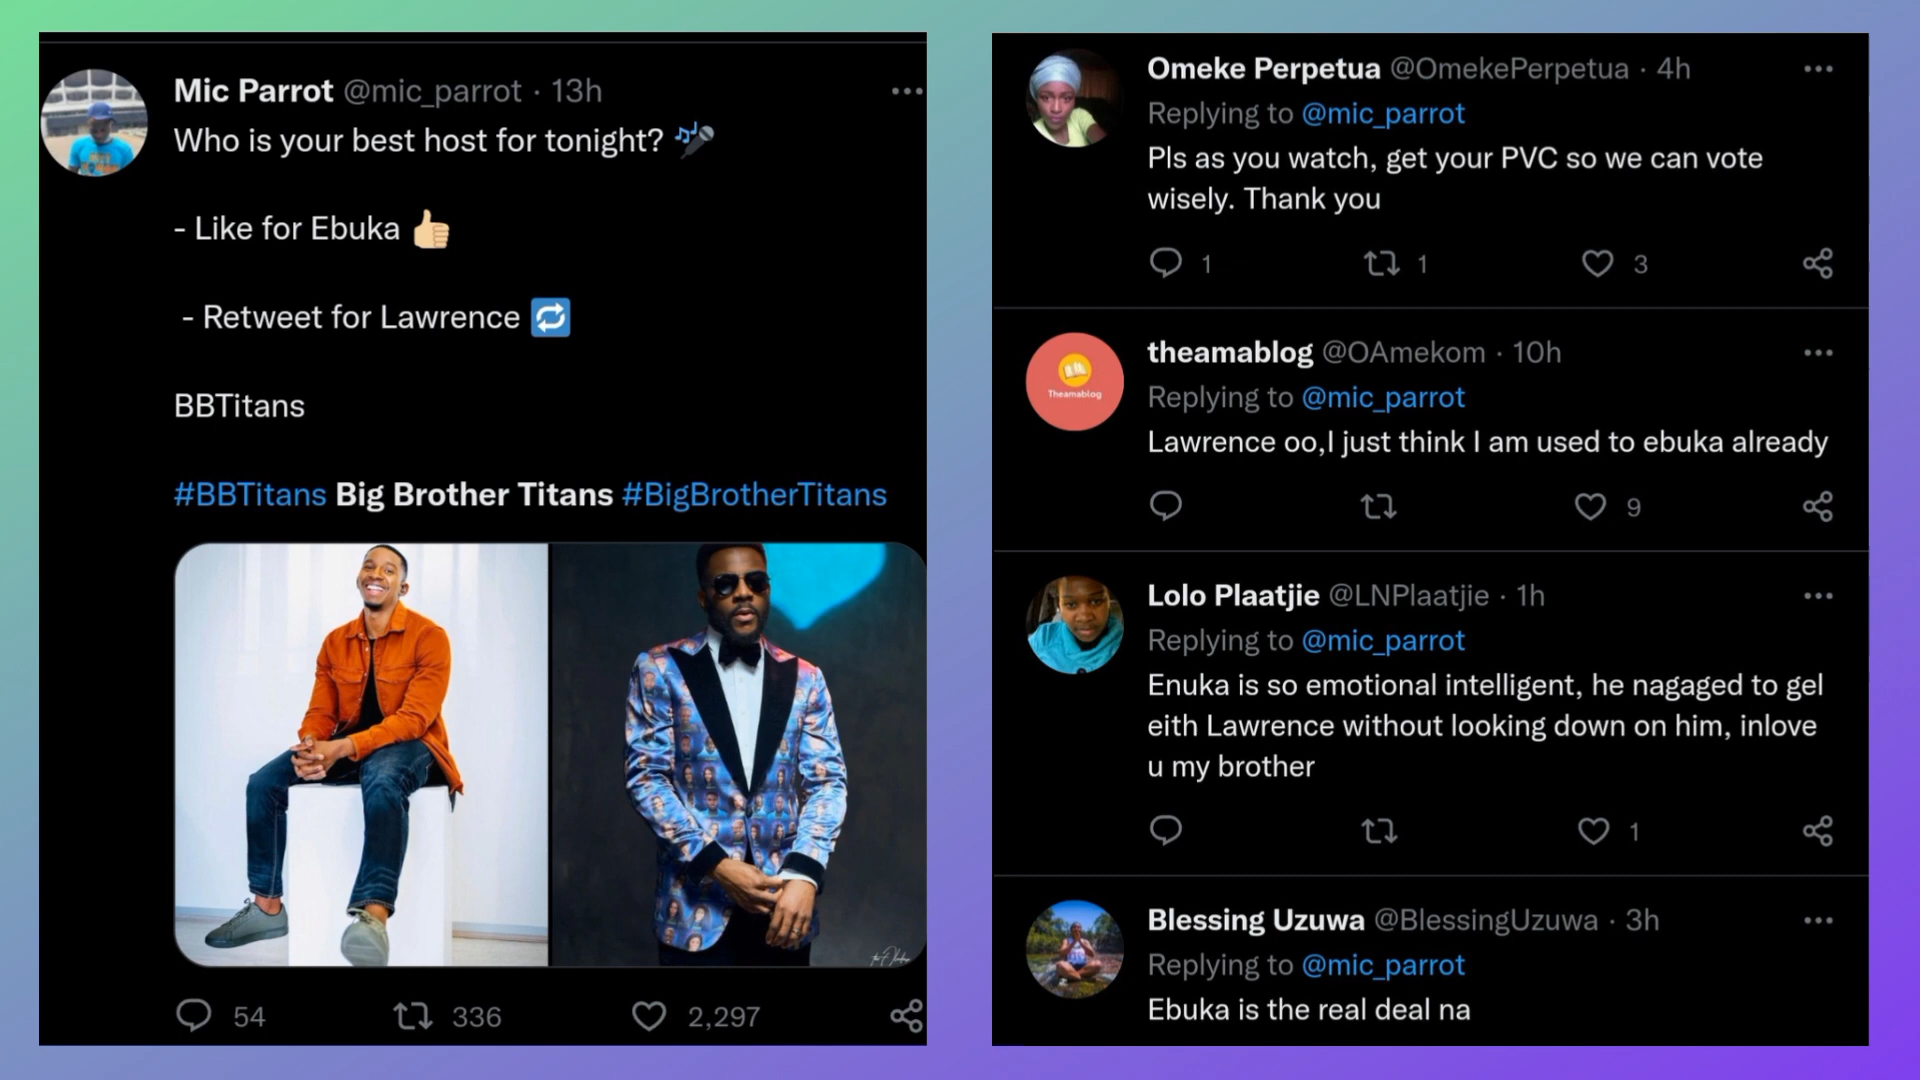 Mic Parrot @mic_parrot · 13h
Who is your best host for tonight? 🎤
- Like for Ebuka 👍🏼
- Retweet for Lawrence 🔁
BBTitans
#BBTitans Big Brother Titans #BigBrotherTitans
54 336 2,297
Omeke Perpetua @OmekePerpetua · 4h
Replying to @mic_parrot
Pls as you watch, get your PVC so we can vote
wisely. Thank you
1 1 3
theamablog @OAmekom · 10h
Theamablog
Replying to @mic_parrot
Lawrence oo,I just think I am used to ebuka already
9
Lolo Plaatjie @LNPlaatjie · 1h
Replying to @mic_parrot
Enuka is so emotional intelligent, he nagaged to gel
eith Lawrence without looking down on him, inlove
u my brother
1
Blessing Uzuwa @BlessingUzuwa · 3h
Replying to @mic_parrot
Ebuka is the real deal na